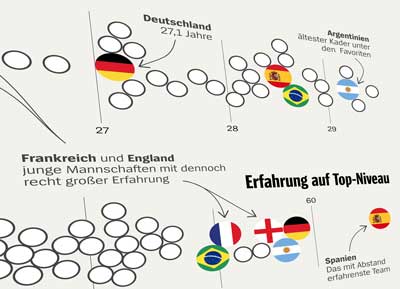 Deutschland
27,1 Jahre
Argentinien
ältester Kader unter
den Favoriten
27
28
29
Frankreich und England
junge Mannschaften mit dennoch
recht großer Erfahrung
Erfahrung auf Top-Niveau
60
Spanien
Das mit Abstand
erfahrenste Team